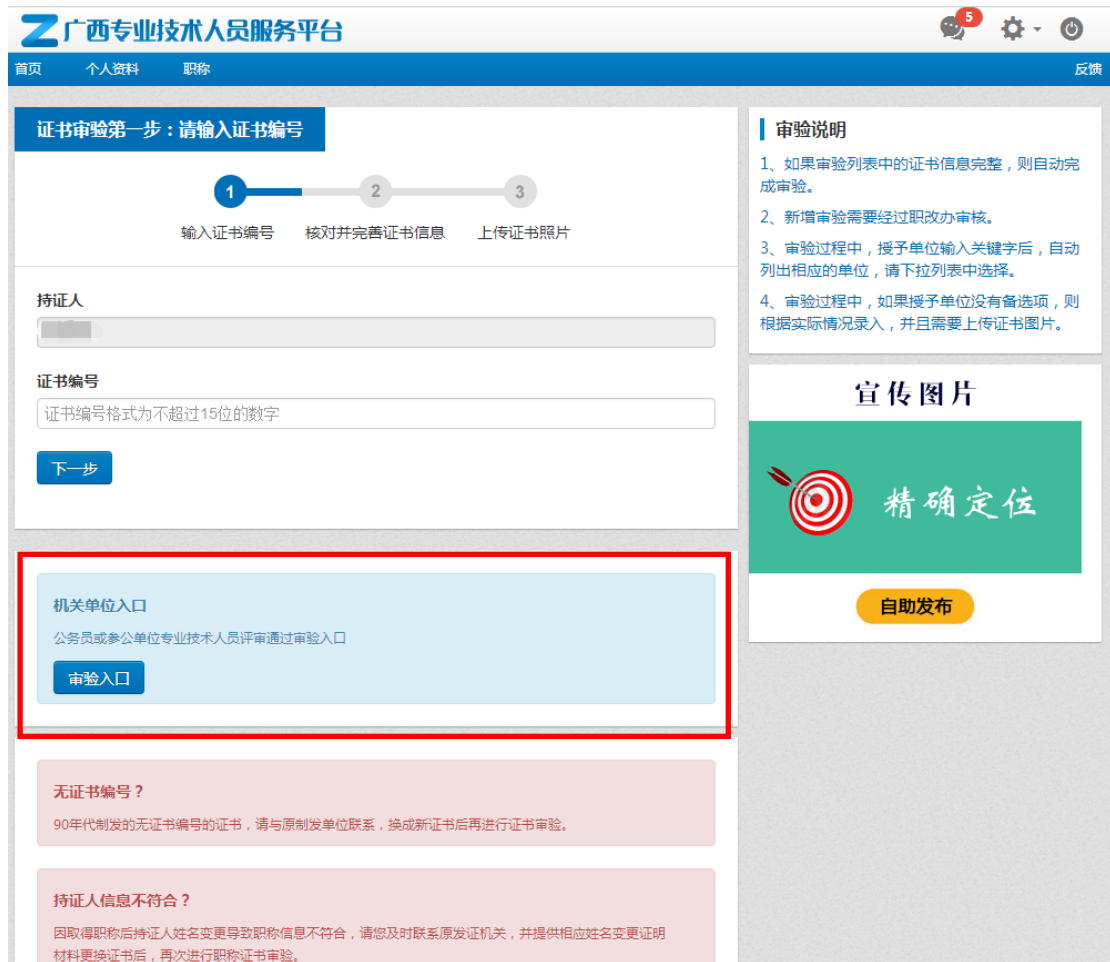 广西专业技术人员服务平台
5
首页 个人资料 职称 反馈
证书审验第一步：请输入证书编号
1 2 3
输入证书编号 核对并完善证书信息 上传证书照片
持证人
证书编号
证书编号格式为不超过15位的数字
下一步
机关单位入口
公务员或参公单位专业技术人员评审通过审验入口
审验入口
无证书编号？
90年代制发的无证书编号的证书，请与原制发单位联系，换成新证书后再进行证书审验。
持证人信息不符合？
因取得职称后持证人姓名变更导致职称信息不符合，请您及时联系原发证机关，并提供相应姓名变更证明
材料更换证书后，再次进行职称证书审验。
审验说明
1、如果审验列表中的证书信息完整，则自动完
成审验。
2、新增审验需要经过职改办审核。
3、审验过程中，授予单位输入关键字后，自动
列出相应的单位，请下拉列表中选择。
4、审验过程中，如果授予单位没有备选项，则
根据实际情况录入，并且需要上传证书图片。
宣传图片
精确定位
自助发布